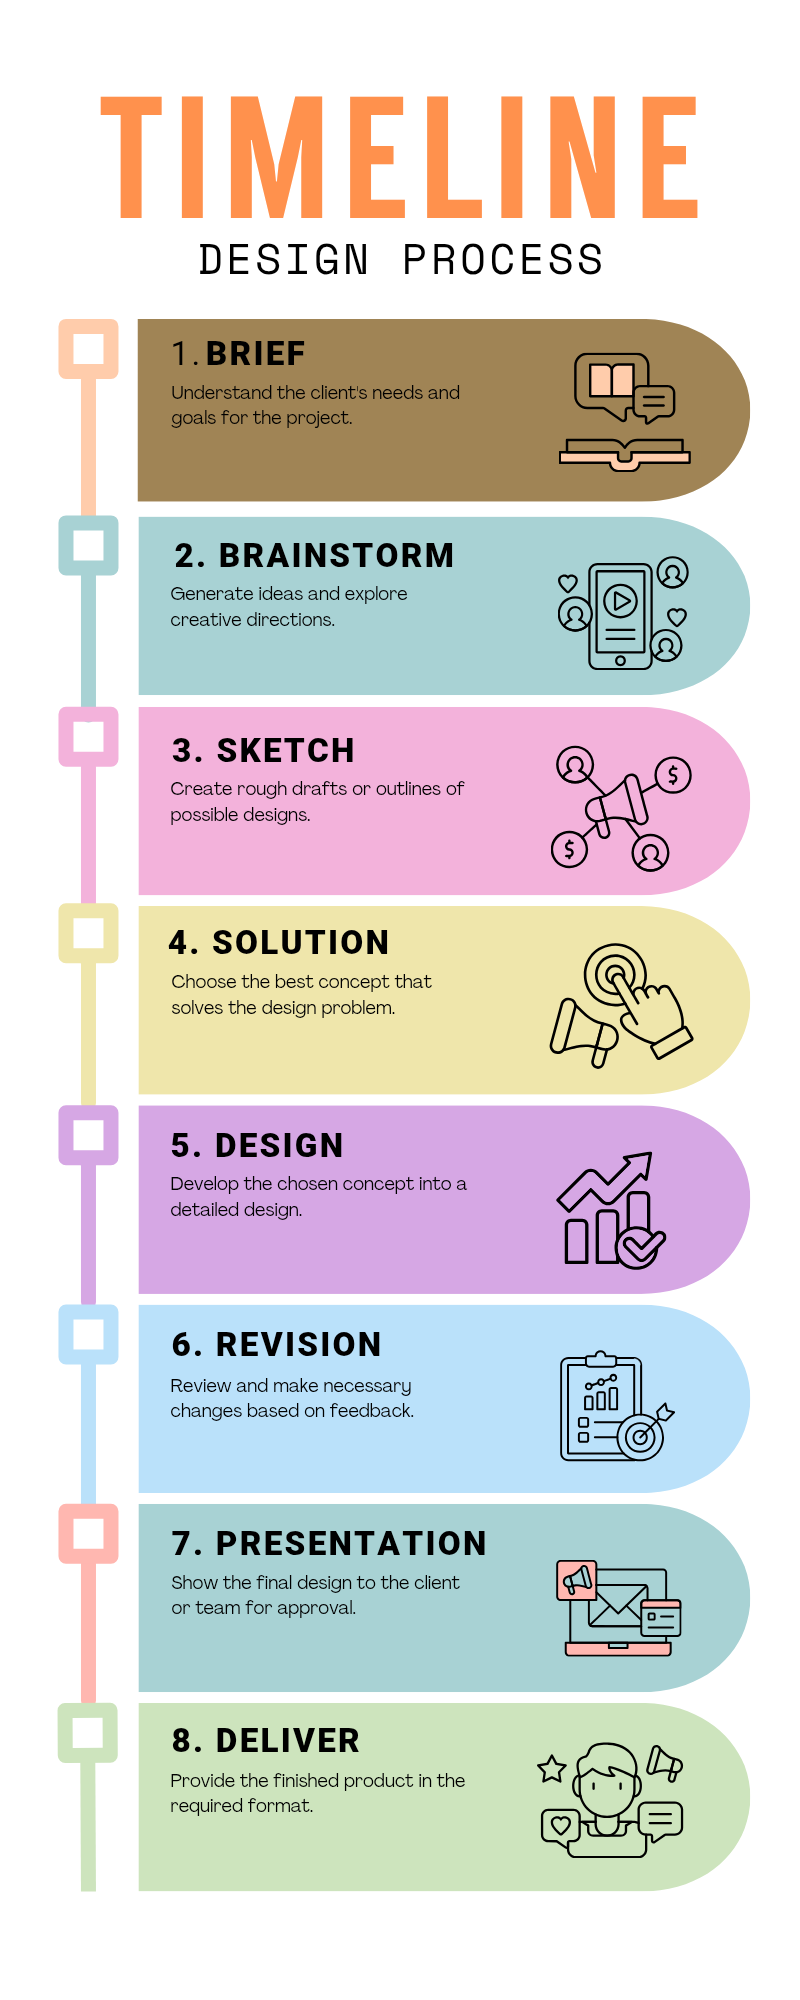 TIMELINE
DESIGN PROCESS
1. BRIEF
Understand the client's needs and
goals for the project.
2. BRAINSTORM
Generate ideas and explore
creative directions.
3. SKETCH
Create rough drafts or outlines of
possible designs.
$
$
4. SOLUTION
Choose the best concept that
solves the design problem.
5. DESIGN
Develop the chosen concept into a
detailed design.
6. REVISION
Review and make necessary
changes based on feedback.
7. PRESENTATION
Show the final design to the client
or team for approval.
8. DELIVER
Provide the finished product in the
required format.